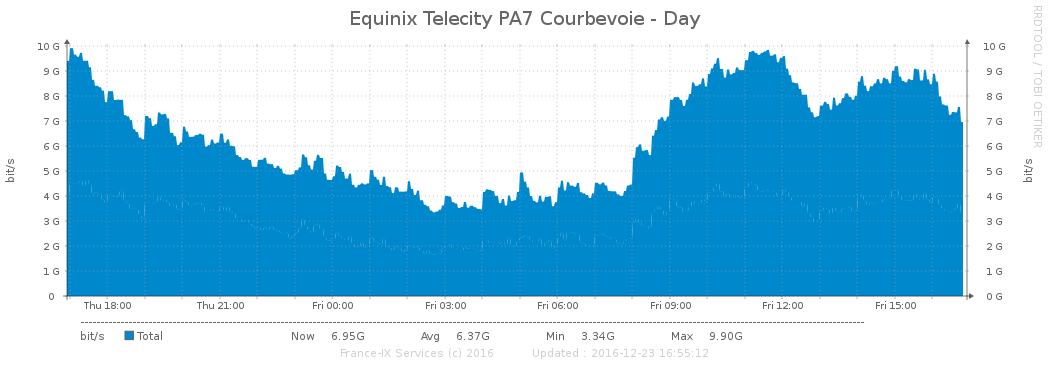 Equinix Telecity PA7 Courbevoie - Day
RRDTOOL / TOBI OETIKER
bit/s
bit/s
10 G 10 G
9 G 9 G
8 G 8 G
7 G 7 G
6 G 6 G
5 G 5 G
4 G 4 G
3 G 3 G
2 G 2 G
1 G 1 G
0 0 G
Thu 18:00 Thu 21:00 Fri 00:00 Fri 03:00 Fri 06:00 Fri 09:00 Fri 12:00 Fri 15:00
bit/s Total Now 6.95G Avg 6.37G Min 3.34G Max 9.90G
France-IX Services (c) 2016 Updated : 2016-12-23 16:55:12